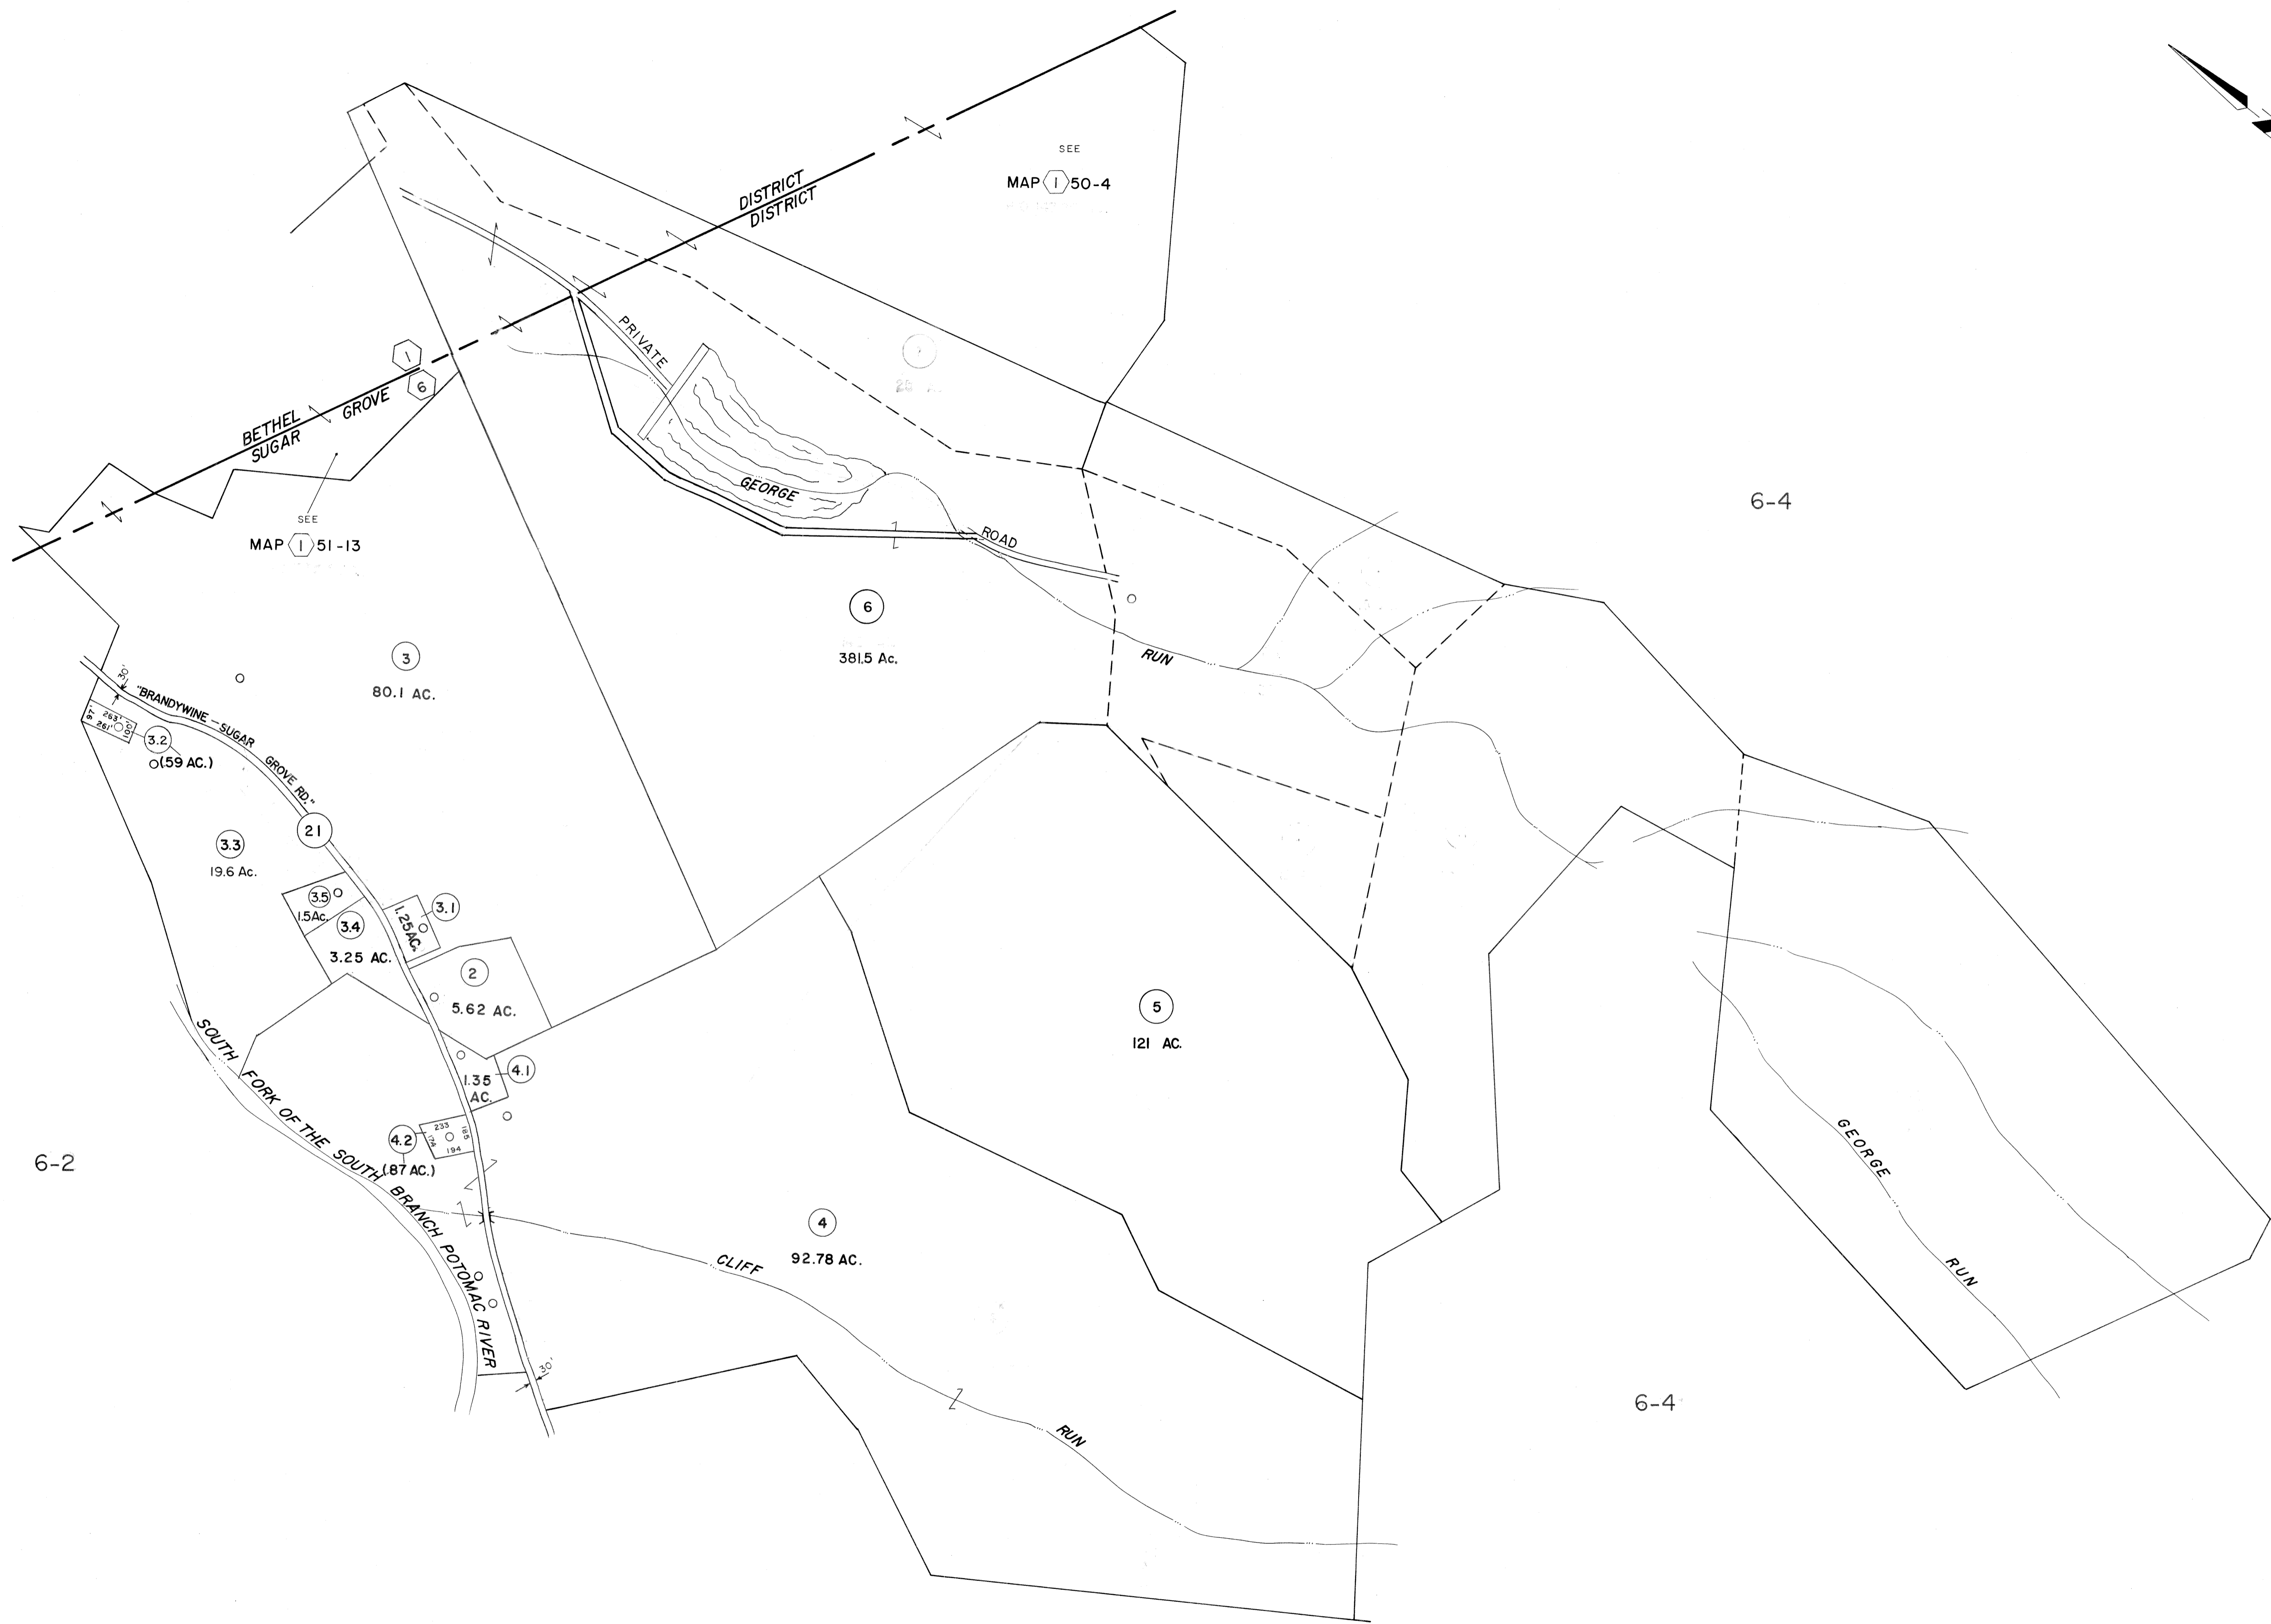 SEE
MAP 1 50-4
DISTRICT
DISTRICT
PRIVATE
1
6
BETHEL
SUGAR GROVE
SEE
MAP 1 51-13
GEORGE
ROAD
RUN
6-4
6
381.5 Ac.
3
80.1 AC.
30'
"BRANDYWINE — SUGAR GROVE RD."
97'
263'
261'
100'
3.2
(.59 AC.)
21
3.3
19.6 Ac.
3.5
1.5Ac.
3.4
3.25 AC.
3.1
1.25AC.
2
5.62 AC.
5
121 AC.
4.1
1.35
AC.
4.2
(.87 AC.)
233
185
174
194
SOUTH FORK OF THE SOUTH BRANCH POTOMAC RIVER
6-2
4
92.78 AC.
CLIFF
RUN
30'
GEORGE
RUN
6-4